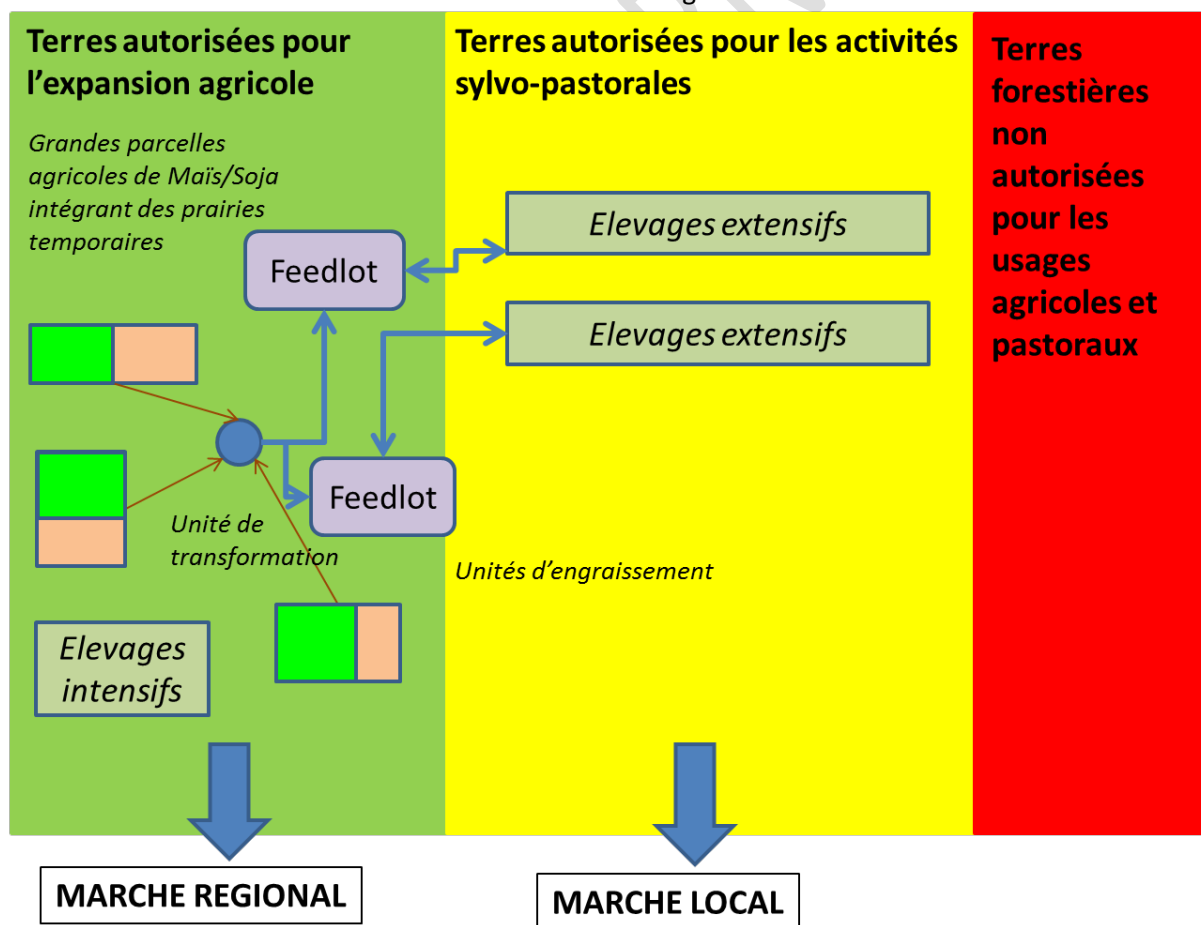 Terres autorisées pour
l'expansion agricole
Grandes parcelles
agricoles de Maïs/Soja
intégrant des prairies
temporaires
Feedlot
Feedlot
Unité de
transformation
Elevages
intensifs
Terres autorisées pour les activités
sylvo-pastorales
Elevages extensifs
Elevages extensifs
Unités d'engraissement
Terres
forestières
non
autorisées
pour les
usages
agricoles et
pastoraux
MARCHE REGIONAL
MARCHE LOCAL